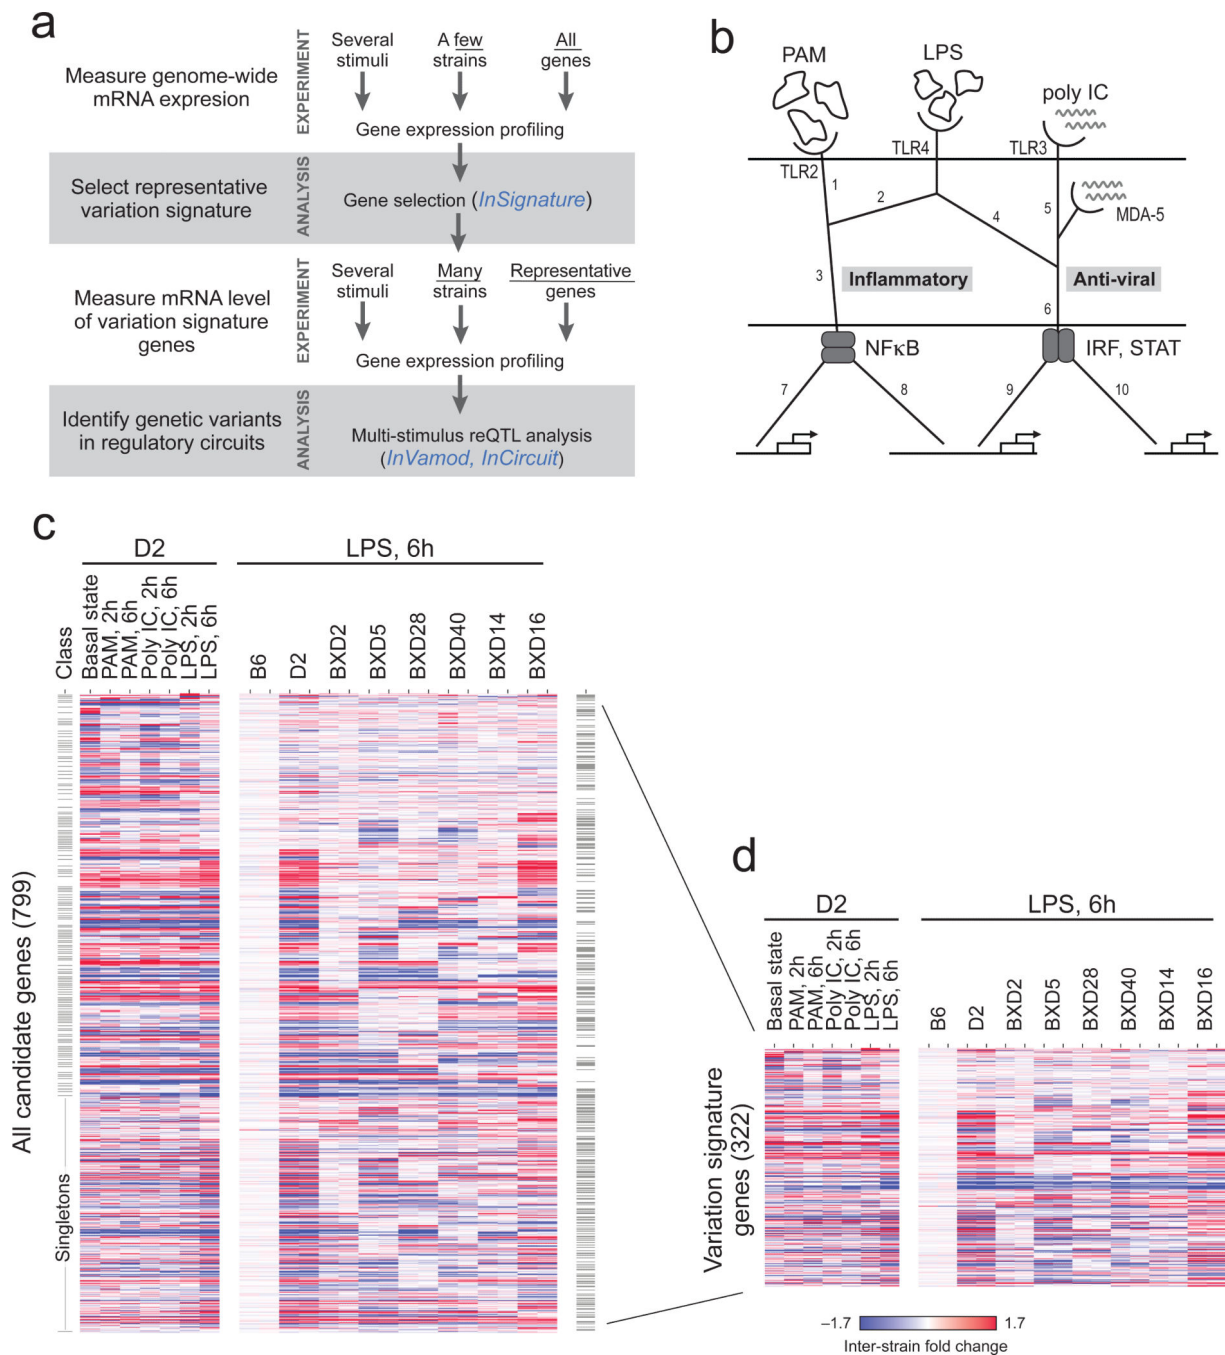 a
Measure genome-wide
mRNA expresion
EXPERIMENT
Several
stimuli
A few
strains
All
genes
Gene expression profiling
Select representative
variation signature
ANALYSIS
Gene selection (InSignature)
Measure mRNA level
of variation signature
genes
EXPERIMENT
Several
stimuli
Many
strains
Representative
genes
Gene expression profiling
Identify genetic variants
in regulatory circuits
ANALYSIS
Multi-stimulus reQTL analysis
(InVamod, InCircuit)
b
PAM
LPS
poly IC
TLR2
TLR4
TLR3
MDA-5
1
2
3
4
5
6
Inflammatory
Anti-viral
NFκB
IRF, STAT
7
8
9
10
c
D2
LPS, 6h
Class
Basal state
PAM, 2h
PAM, 6h
Poly IC, 2h
Poly IC, 6h
LPS, 2h
LPS, 6h
B6
D2
BXD2
BXD5
BXD28
BXD40
BXD14
BXD16
All candidate genes (799)
Singletons
d
D2
LPS, 6h
Basal state
PAM, 2h
PAM, 6h
Poly IC, 2h
Poly IC, 6h
LPS, 2h
LPS, 6h
B6
D2
BXD2
BXD5
BXD28
BXD40
BXD14
BXD16
Variation signature
genes (322)
−1.7
1.7
Inter-strain fold change